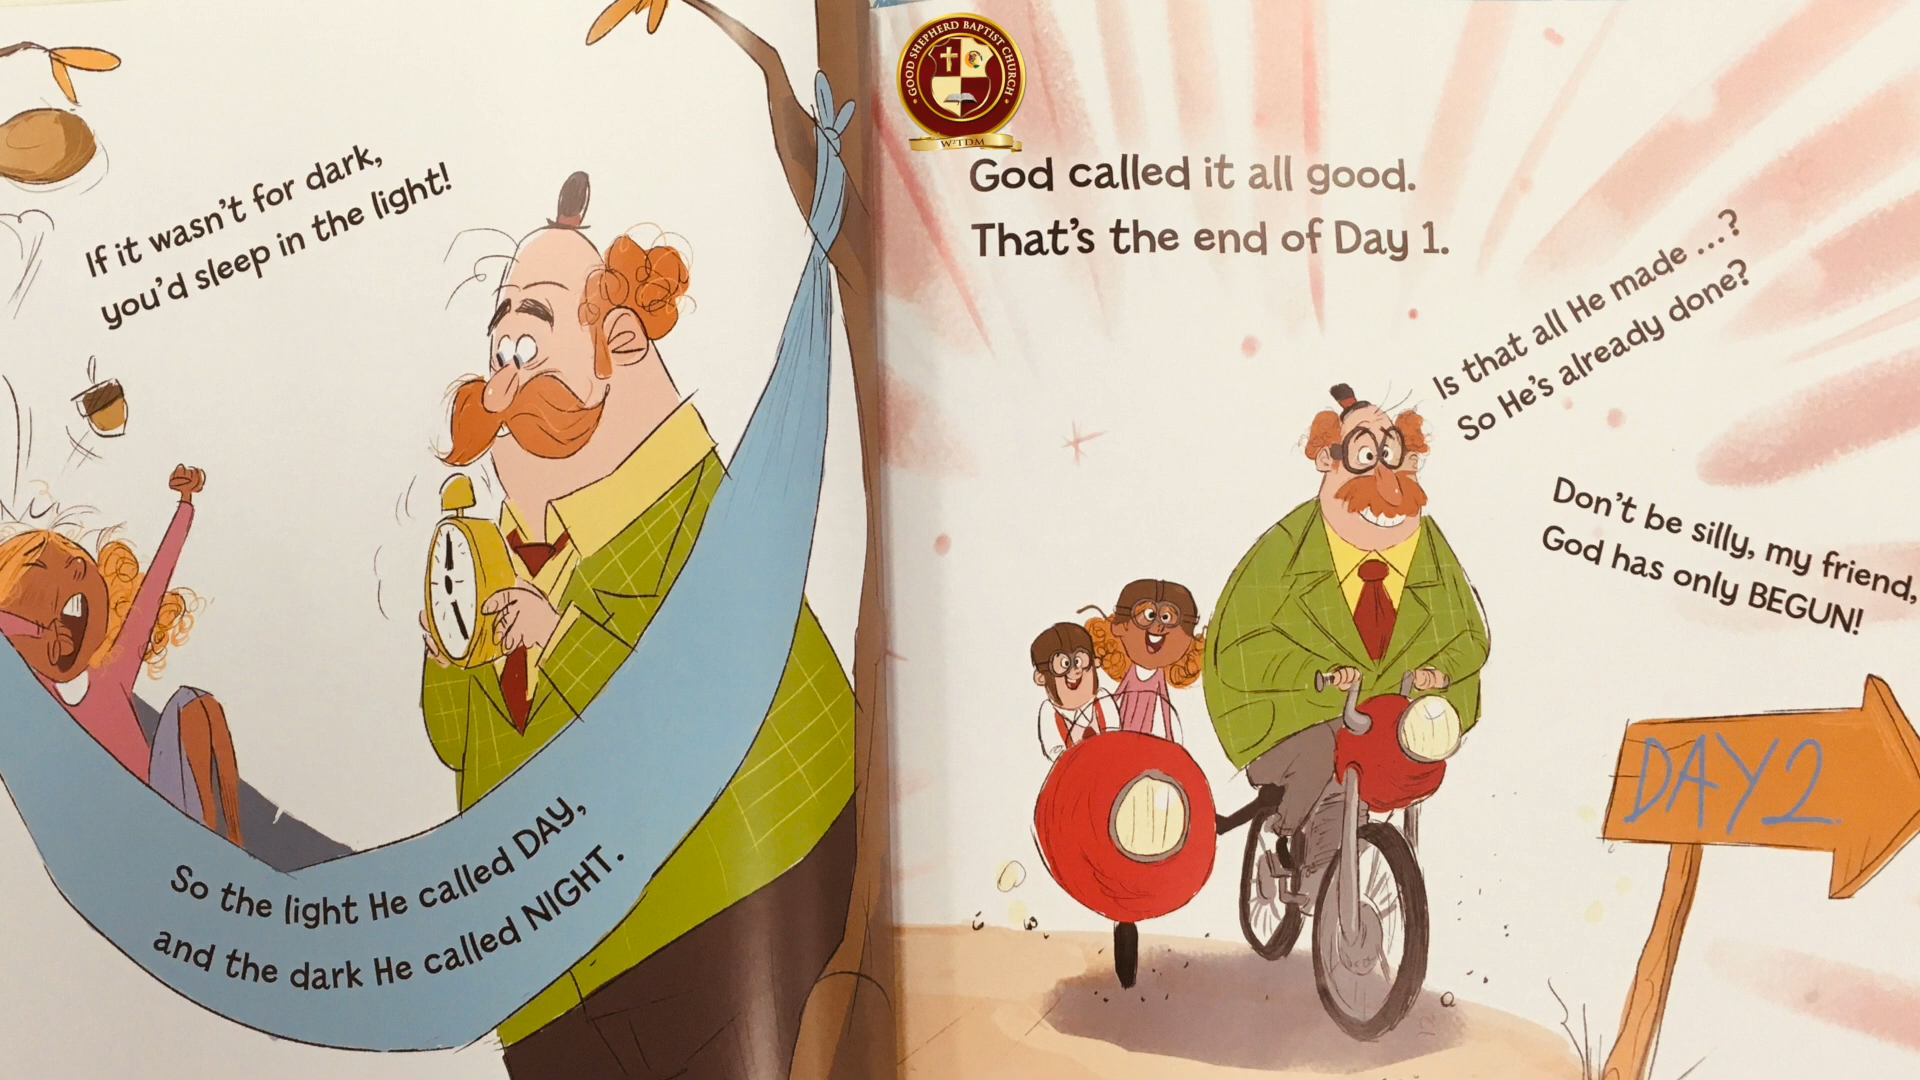 If it wasn't for dark,
you'd sleep in the light!
So the light He called DAY,
and the dark He called NIGHT.
GOOD SHEPHERD BAPTIST CHURCH
W²TDM
God called it all good.
That's the end of Day 1.
Is that all He made ...?
So He's already done?
Don't be silly, my friend,
God has only BEGUN!
DAY 2